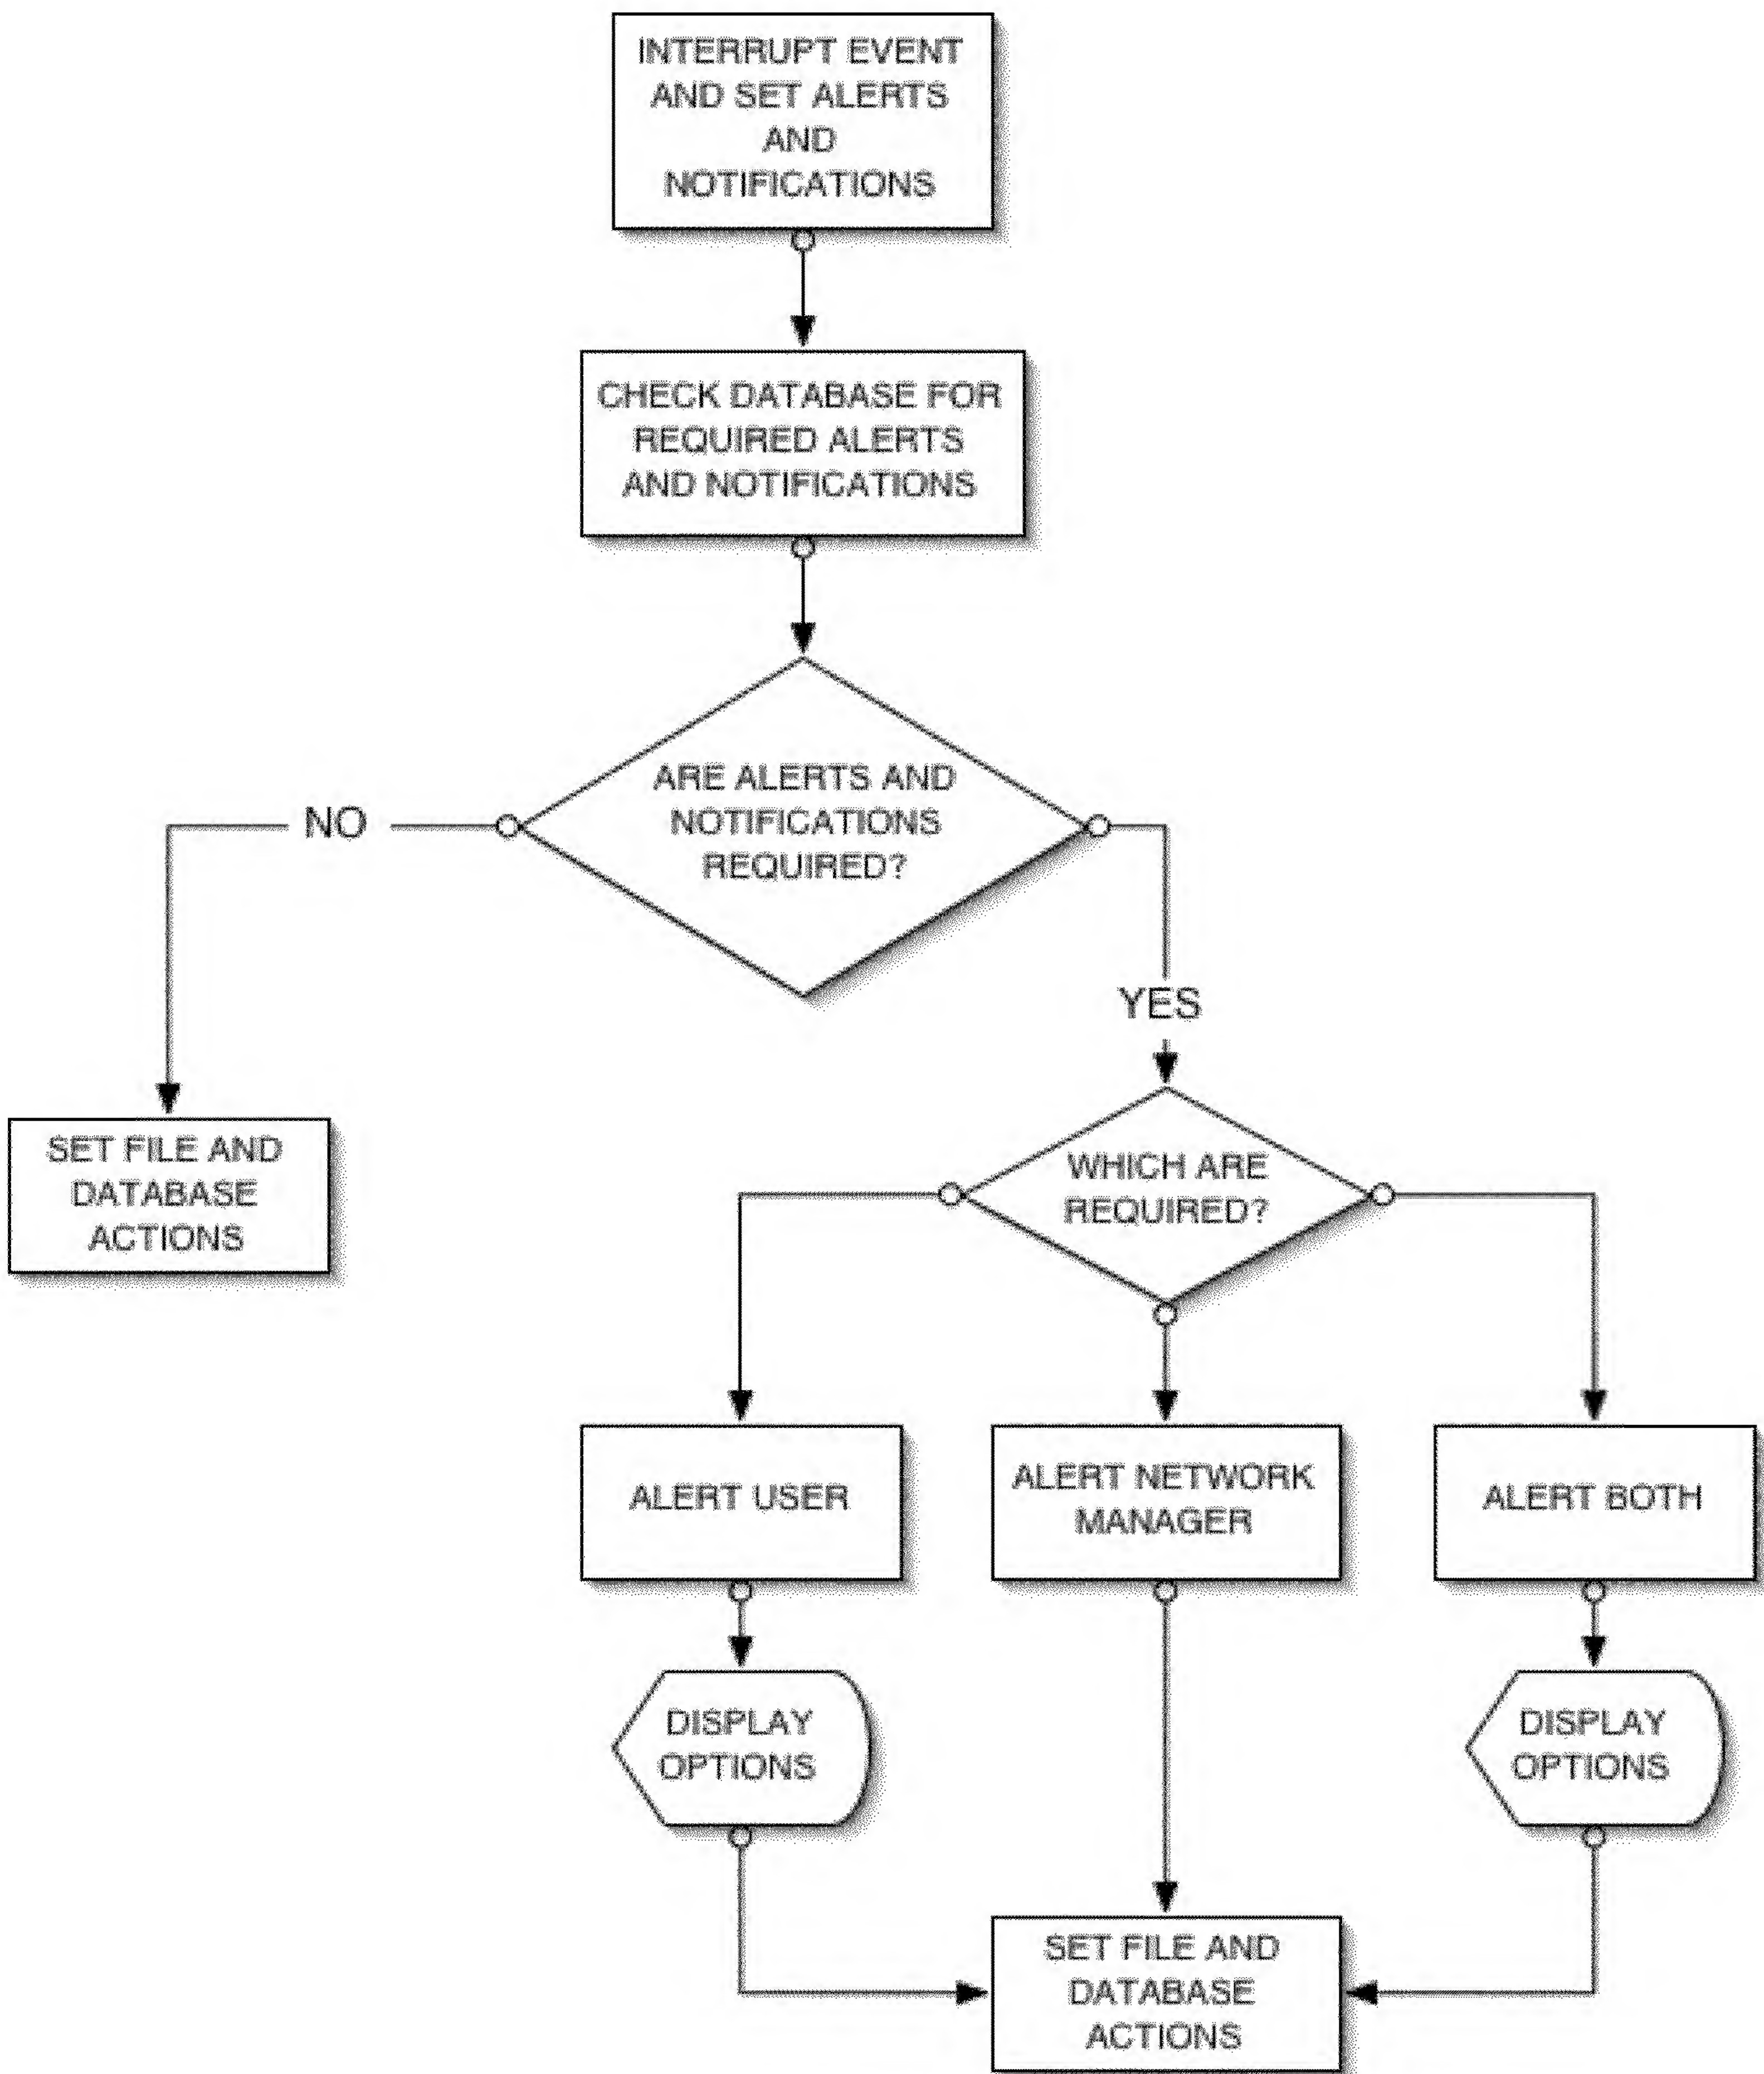 INTERRUPT EVENT
AND SET ALERTS
AND
NOTIFICATIONS
CHECK DATABASE FOR
REQUIRED ALERTS
AND NOTIFICATIONS
ARE ALERTS AND
NOTIFICATIONS
REQUIRED?
NO
YES
SET FILE AND
DATABASE
ACTIONS
WHICH ARE
REQUIRED?
ALERT USER
ALERT NETWORK
MANAGER
ALERT BOTH
DISPLAY
OPTIONS
DISPLAY
OPTIONS
SET FILE AND
DATABASE
ACTIONS